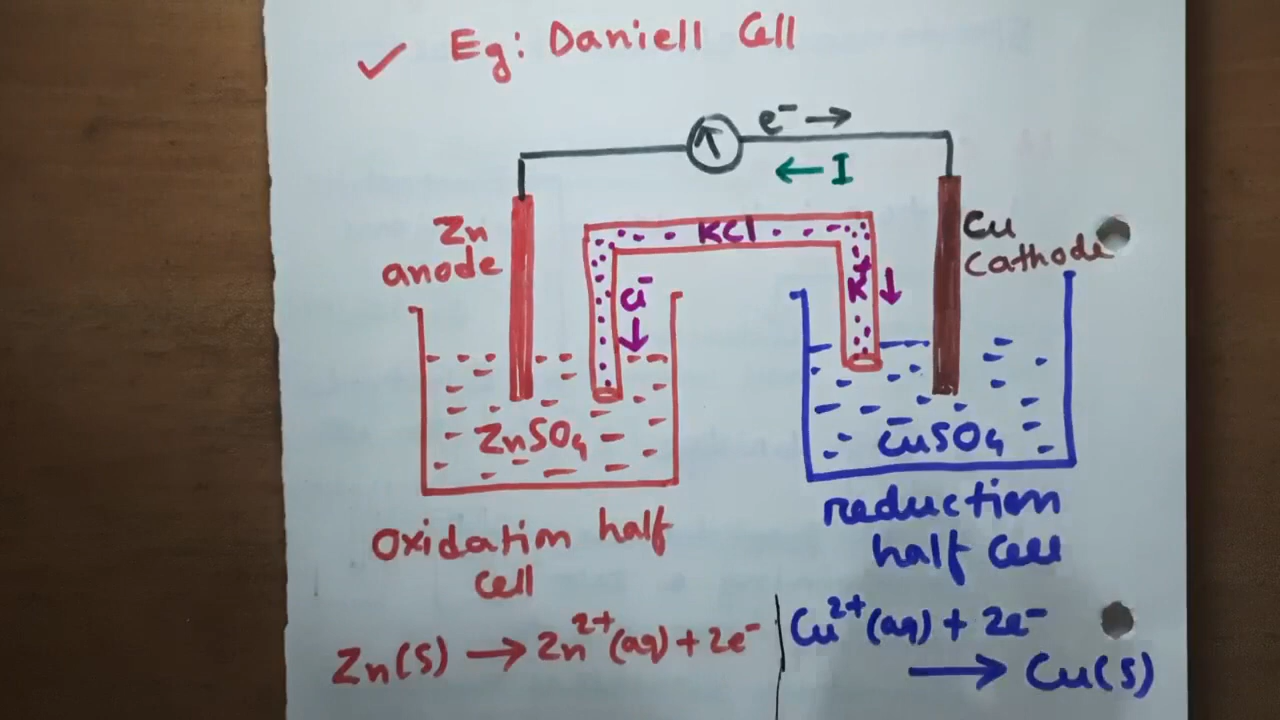 ✓ Eg: Daniell Cell
e⁻ →
← I
Zn
anode
KCl
Cl⁻
↓
K⁺ ↓
Cu
Cathode
ZnSO₄
CuSO₄
oxidation half
cell
reduction
half cell
Zn(s) → Zn²⁺(aq) + 2e⁻
Cu²⁺(aq) + 2e⁻
→ Cu(s)